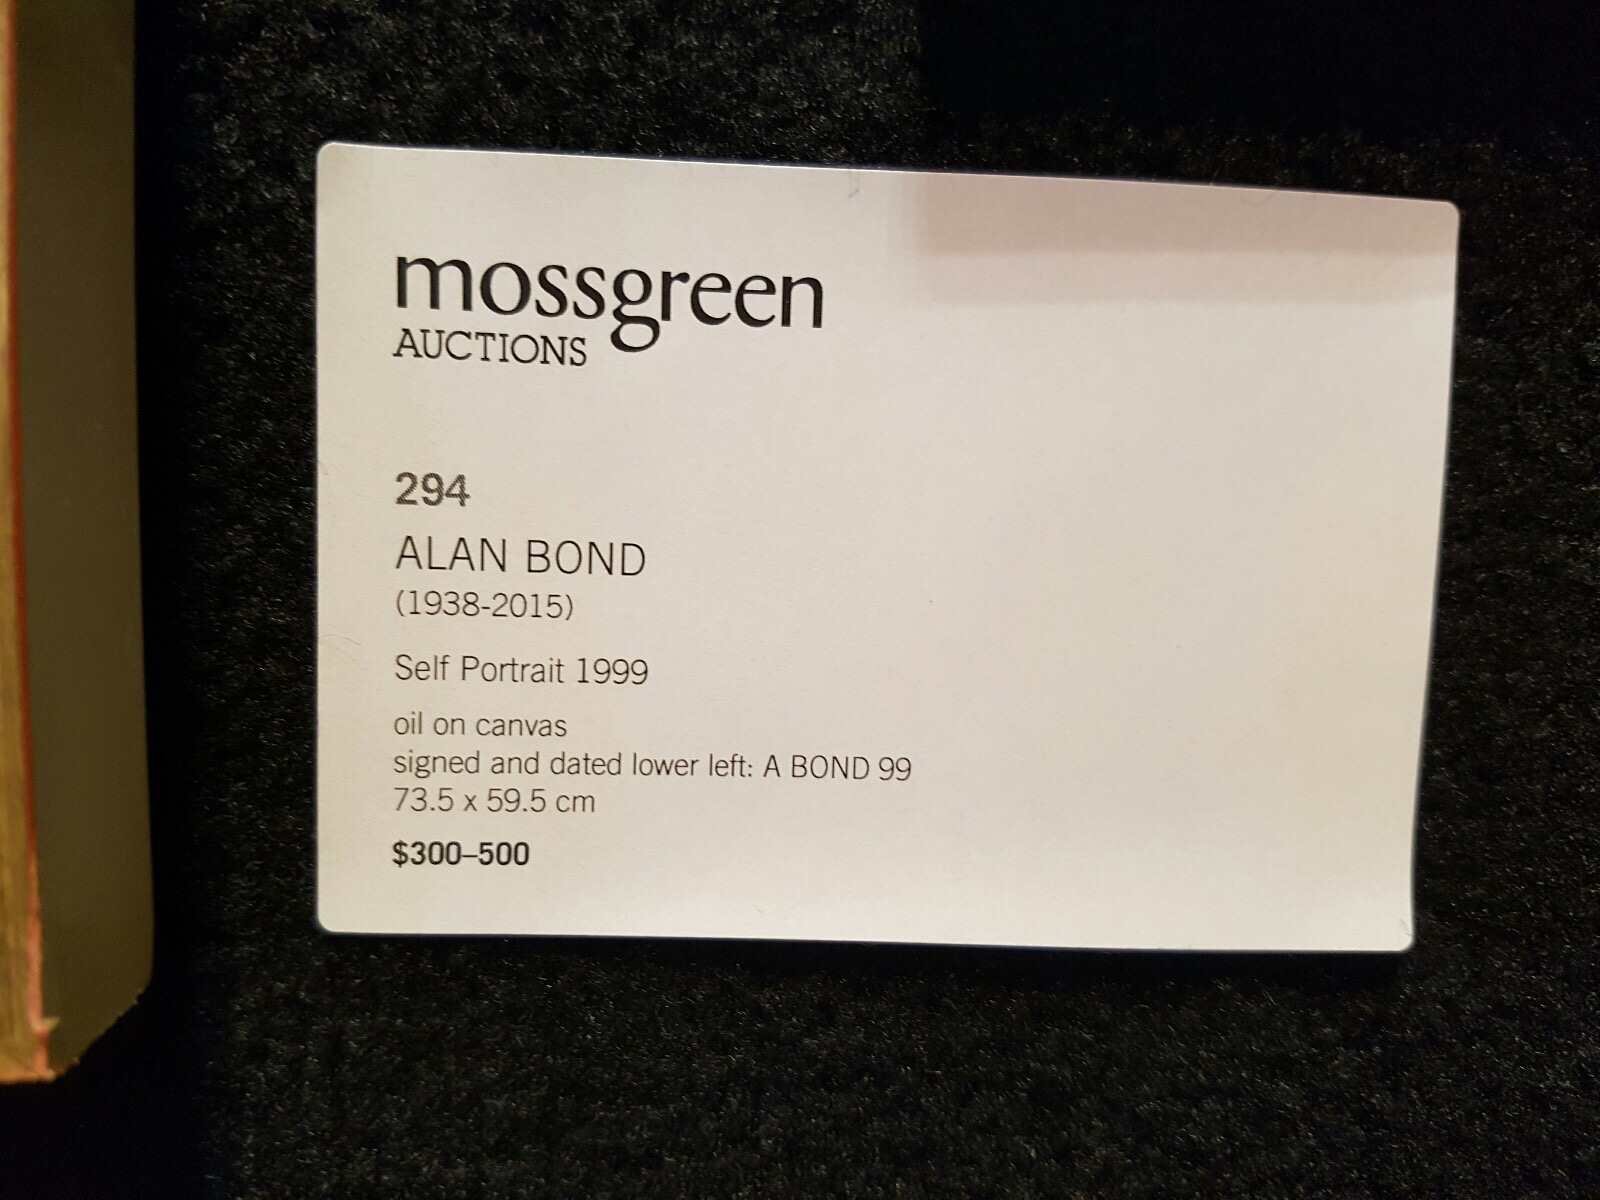 mossgreen
AUCTIONS
294
ALAN BOND
(1938-2015)
Self Portrait 1999
oil on canvas
signed and dated lower left: A BOND 99
73.5 x 59.5 cm
$300–500